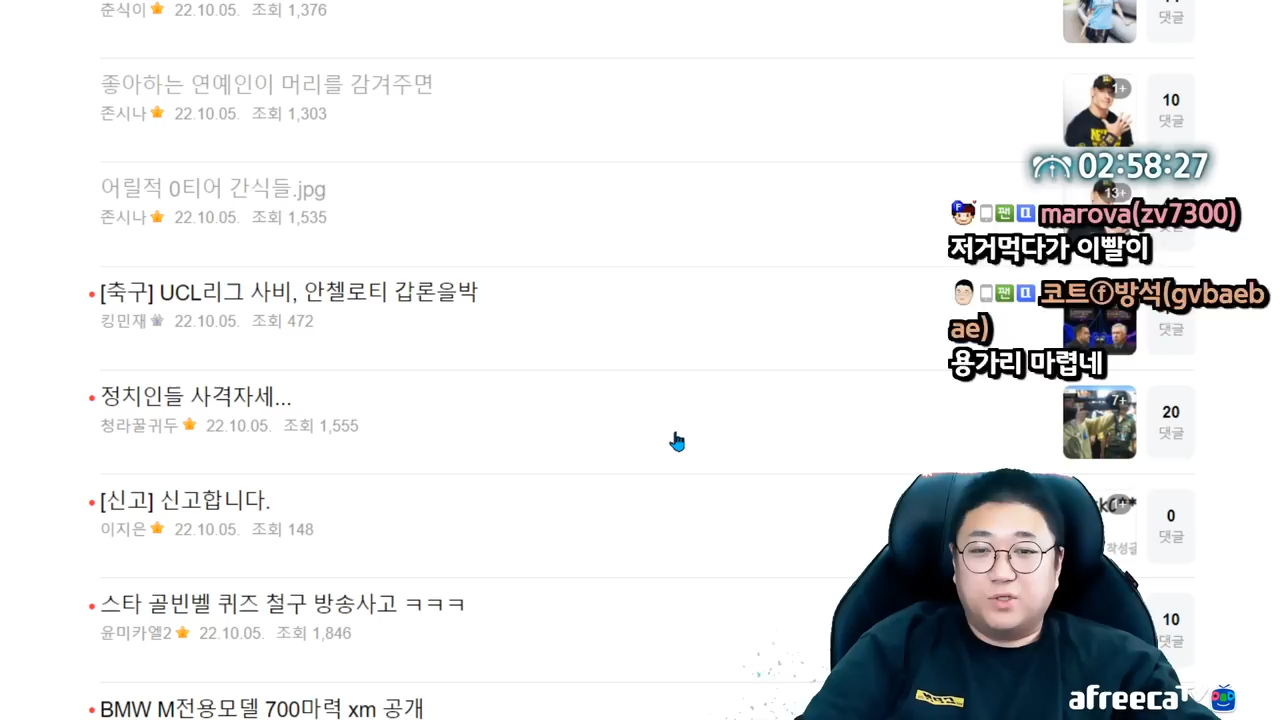 춘식이 22.10.05. 조회 1,376
댓글
좋아하는 연예인이 머리를 감겨주면
존시나 22.10.05. 조회 1,303
1+
10
댓글
02:58:27
어릴적 0티어 간식들.jpg
존시나 22.10.05. 조회 1,535
13+
marova(zv7300)
저거먹다가 이빨이
[축구] UCL리그 사비, 안첼로티 갑론을박
킹민재 22.10.05. 조회 472
코트ⓕ방석(gvbaeb
ae)
댓글
용가리 마렵네
정치인들 사격자세...
청라꿀귀두 22.10.05. 조회 1,555
7+
20
댓글
[신고] 신고합니다.
이지은 22.10.05. 조회 148
1+
0
댓글
작성글
스타 골빈벨 퀴즈 철구 방송사고 ㅋㅋㅋ
윤미카엘2 22.10.05. 조회 1,846
10
댓글
BMW M전용모델 700마력 xm 공개
afreecaTV